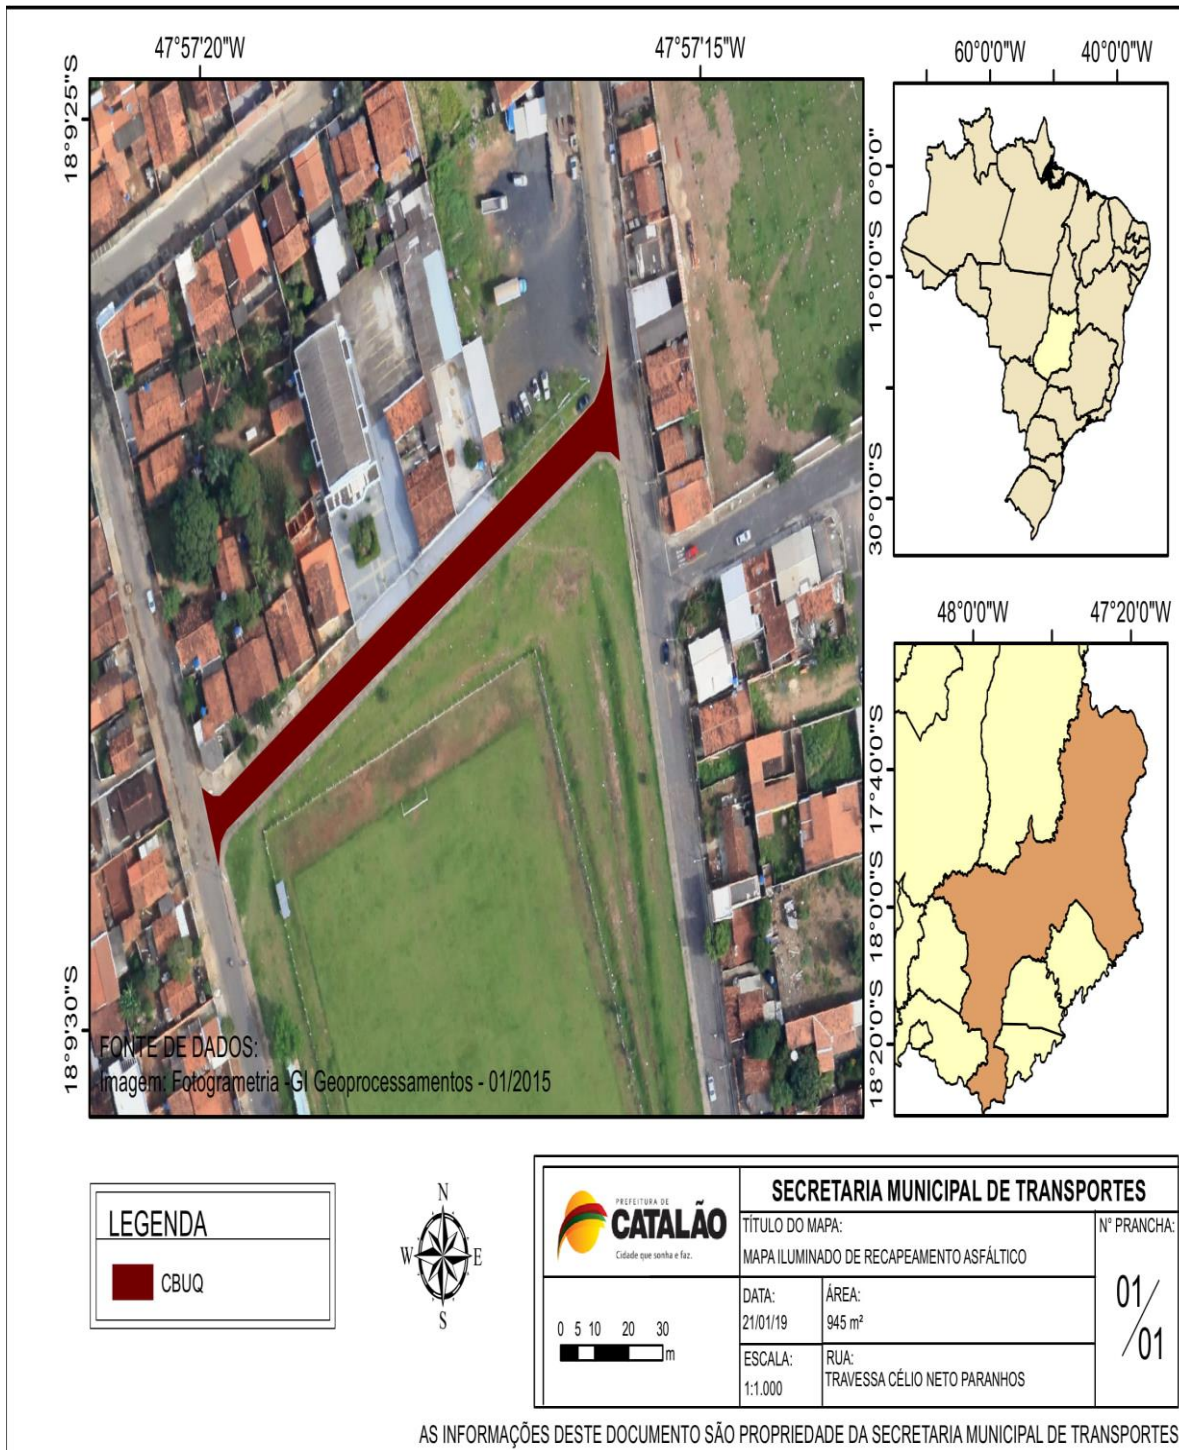 47°57'20"W
47°57'15"W
18°9'25"S
18°9'30"S
FONTE DE DADOS:
Imagem: Fotogrametria -GI Geoprocessamentos - 01/2015
60°0'0"W
40°0'0"W
0°0'0"
10°0'0"S
30°0'0"S
48°0'0"W
47°20'0"W
17°40'0"S
18°0'0"S
18°20'0"S
LEGENDA
CBUQ
N
W
E
S
PREFEITURA DE
CATALÃO
Cidade que sonha e faz.
0 5 10 20 30
m
SECRETARIA MUNICIPAL DE TRANSPORTES
TÍTULO DO MAPA:
MAPA ILUMINADO DE RECAPEAMENTO ASFÁLTICO
N° PRANCHA:
01/01
DATA:
21/01/19
ÁREA:
945 m²
ESCALA:
1:1.000
RUA:
TRAVESSA CÉLIO NETO PARANHOS
AS INFORMAÇÕES DESTE DOCUMENTO SÃO PROPRIEDADE DA SECRETARIA MUNICIPAL DE TRANSPORTES